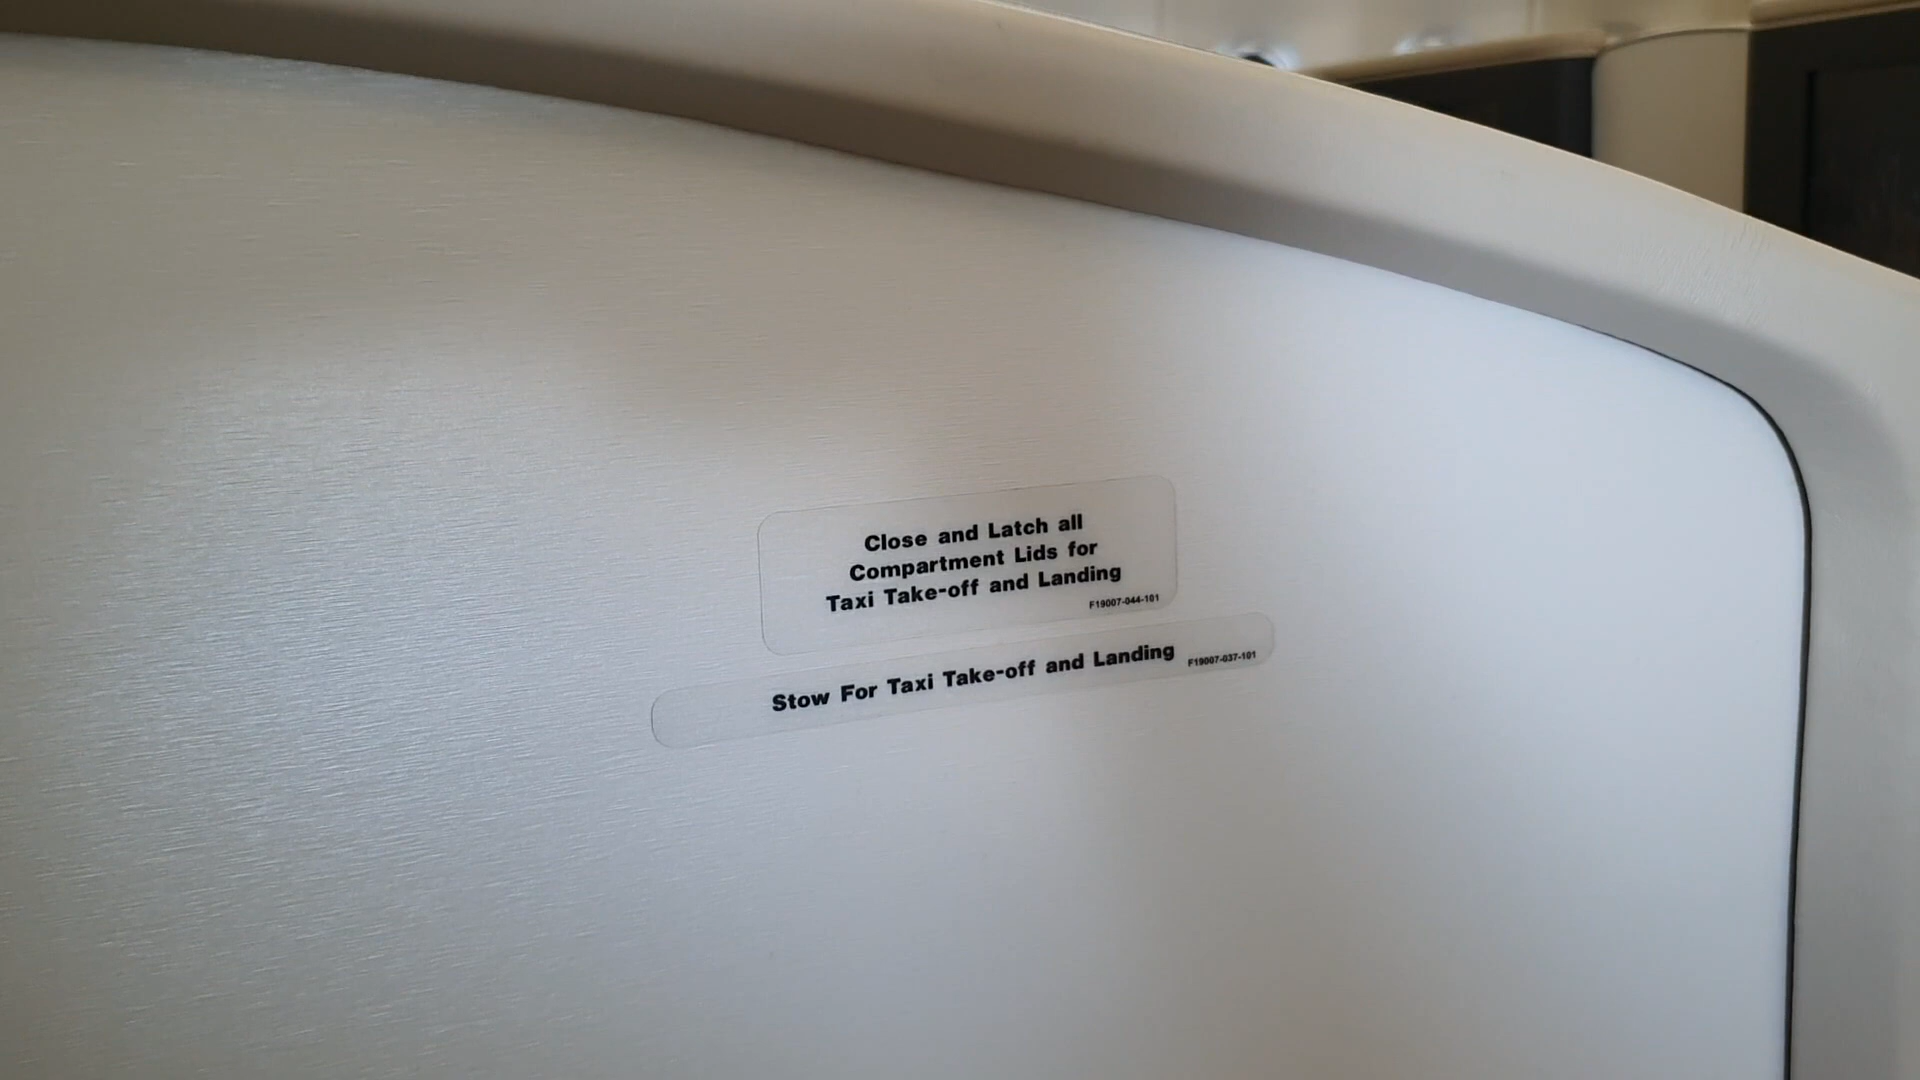 Close and Latch all
Compartment Lids for
Taxi Take-off and Landing
F19007-044-101
Stow For Taxi Take-off and Landing F19007-037-101